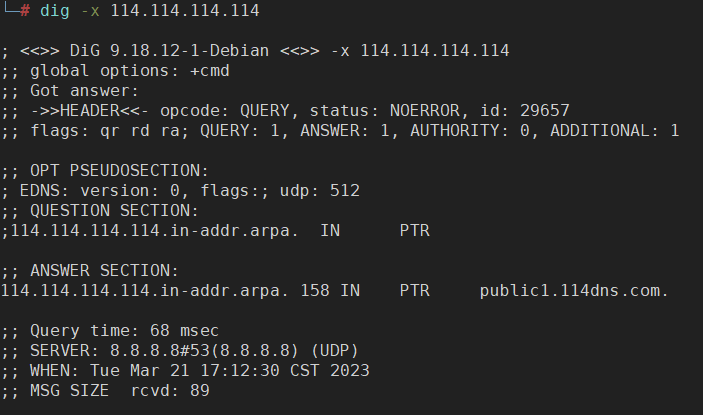 └─# dig -x 114.114.114.114
; <<>> DiG 9.18.12-1-Debian <<>> -x 114.114.114.114
;; global options: +cmd
;; Got answer:
;; ->>HEADER<<- opcode: QUERY, status: NOERROR, id: 29657
;; flags: qr rd ra; QUERY: 1, ANSWER: 1, AUTHORITY: 0, ADDITIONAL: 1
;; OPT PSEUDOSECTION:
; EDNS: version: 0, flags:; udp: 512
;; QUESTION SECTION:
;114.114.114.114.in-addr.arpa.  IN      PTR
;; ANSWER SECTION:
114.114.114.114.in-addr.arpa. 158 IN    PTR     public1.114dns.com.
;; Query time: 68 msec
;; SERVER: 8.8.8.8#53(8.8.8.8) (UDP)
;; WHEN: Tue Mar 21 17:12:30 CST 2023
;; MSG SIZE  rcvd: 89